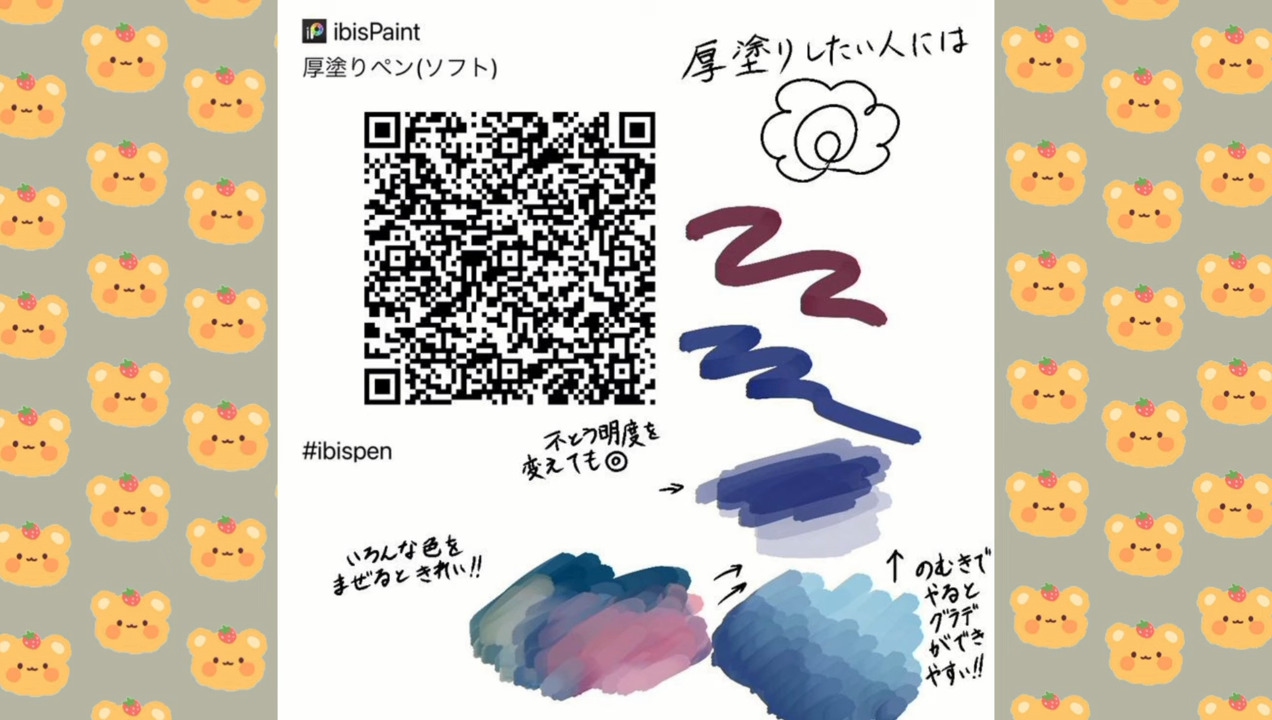 ibisPaint
厚塗りペン(ソフト)
厚塗りしたい人には
#ibispen
不とう明度を
変えても◎
→
いろんな色を
まぜるときれい!!
↑ のむきで
やると
グラデ
ができ
やすい!!